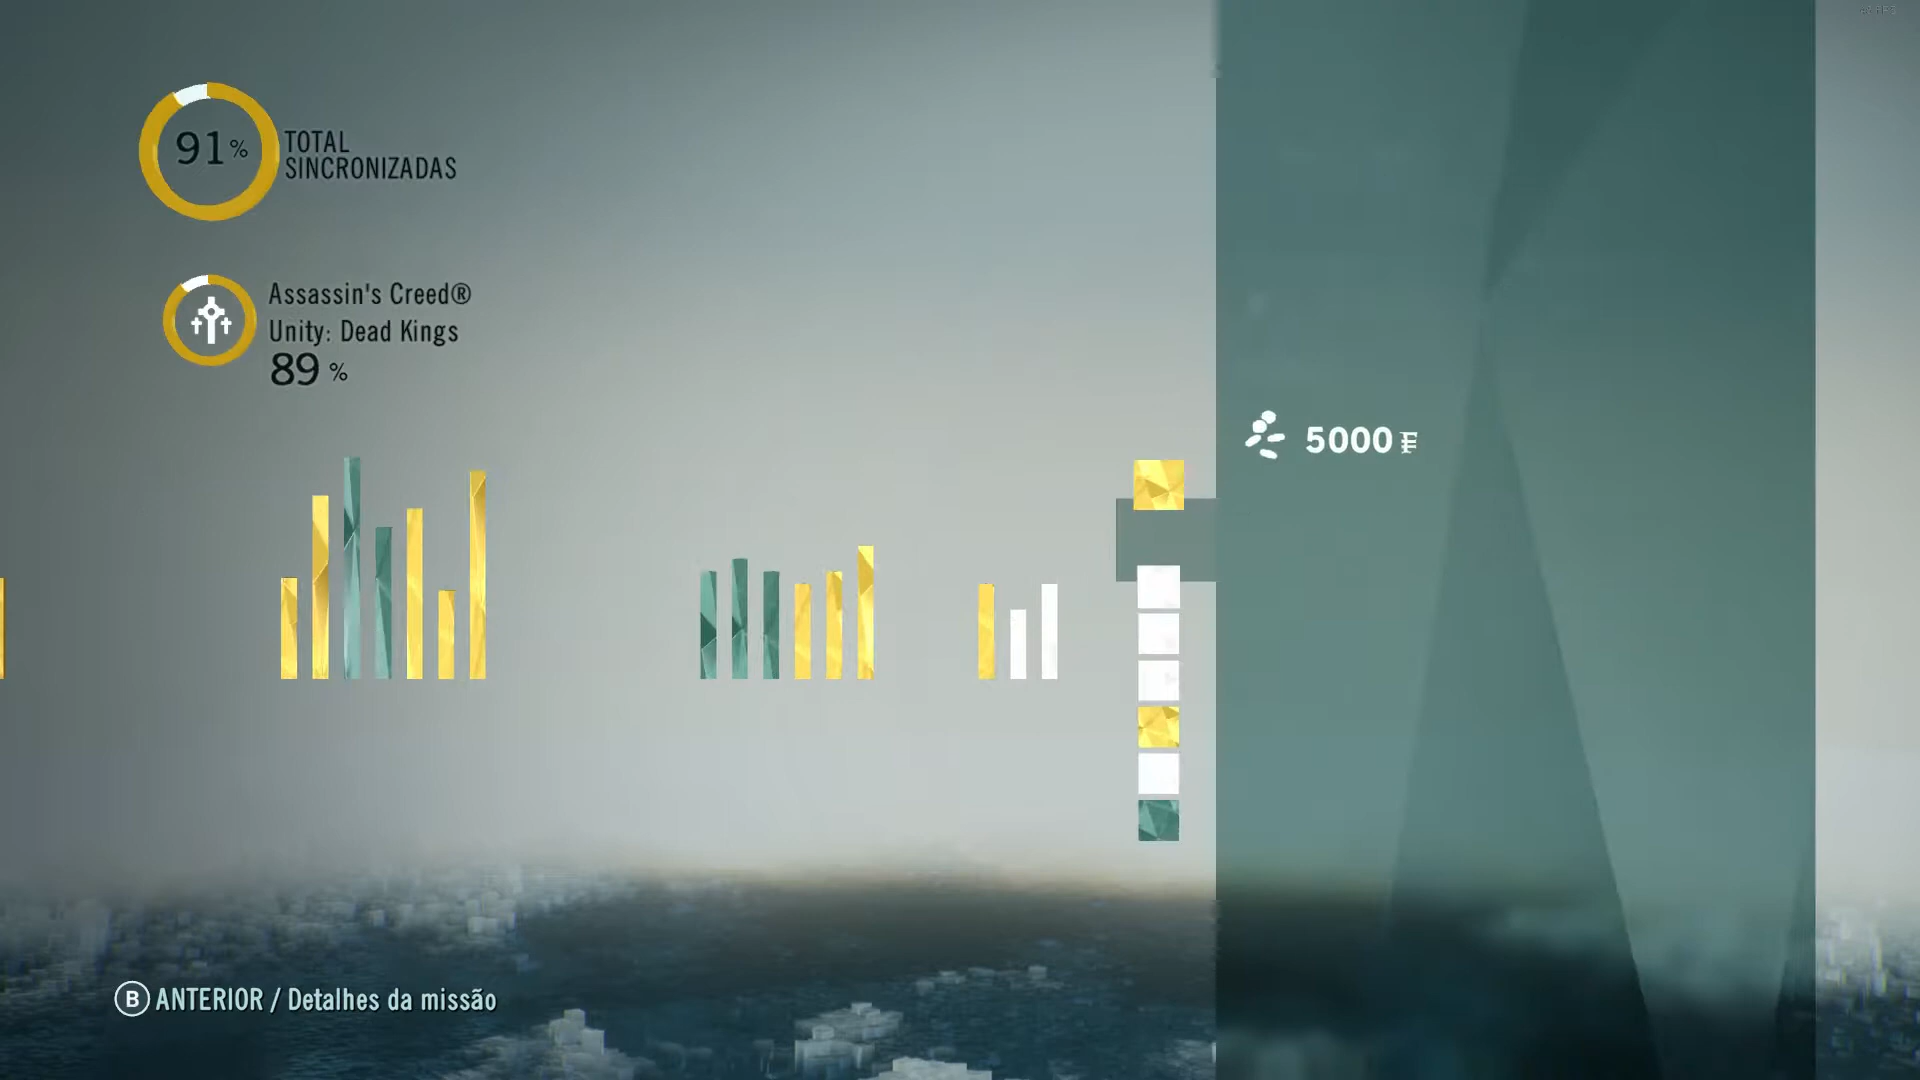 91%
TOTAL
SINCRONIZADAS
Assassin's Creed®
Unity: Dead Kings
89 %
5000 ₣
B ANTERIOR / Detalhes da missão